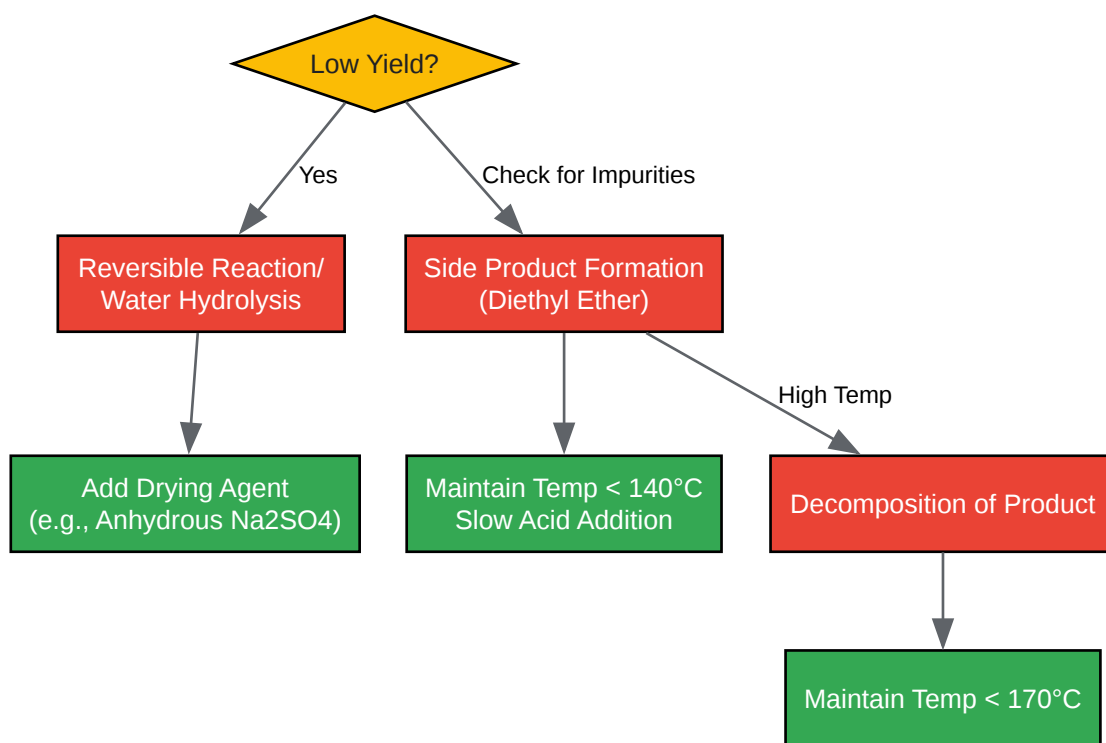 Low Yield?
Yes
Check for Impurities
Reversible Reaction/
Water Hydrolysis
Side Product Formation
(Diethyl Ether)
High Temp
Add Drying Agent
(e.g., Anhydrous Na2SO4)
Maintain Temp < 140°C
Slow Acid Addition
Decomposition of Product
Maintain Temp < 170°C